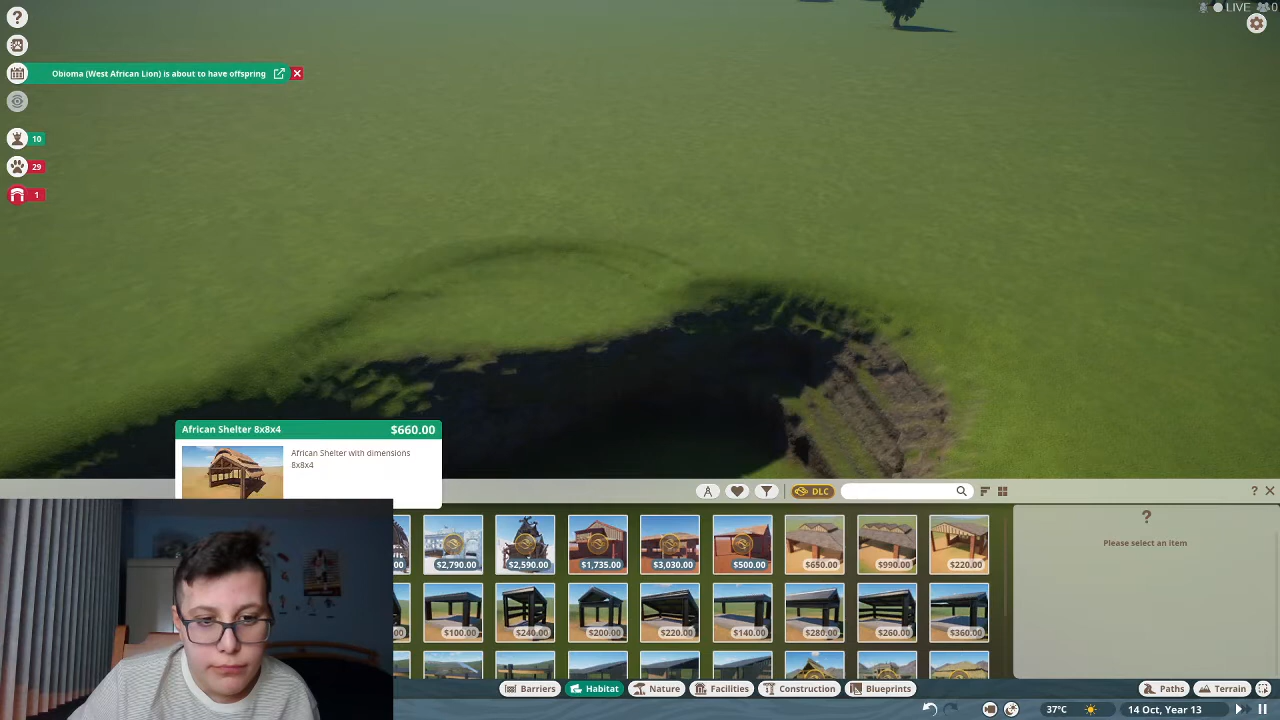 LIVE 0
?
Obioma (West African Lion) is about to have offspring
10
29
1
African Shelter 8x8x4 $660.00
African Shelter with dimensions
8x8x4
DLC
?
$2,790.00 $2,590.00 $1,735.00 $3,030.00 $500.00 $650.00 $990.00 $220.00
?
Please select an item
$100.00 $240.00 $200.00 $220.00 $140.00 $280.00 $260.00 $360.00
Barriers Habitat Nature Facilities Construction Blueprints Paths Terrain
37°C 14 Oct, Year 13